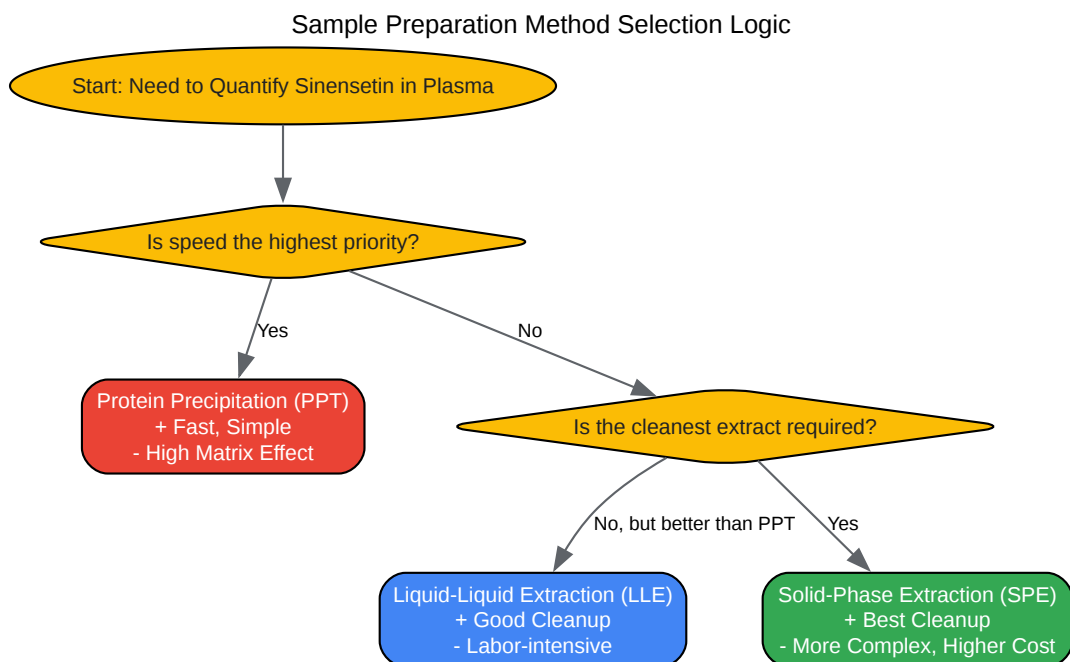 Sample Preparation Method Selection Logic
Start: Need to Quantify Sinensetin in Plasma
Is speed the highest priority?
Yes
No
Protein Precipitation (PPT)
+ Fast, Simple
- High Matrix Effect
Is the cleanest extract required?
No, but better than PPT
Yes
Liquid-Liquid Extraction (LLE)
+ Good Cleanup
- Labor-intensive
Solid-Phase Extraction (SPE)
+ Best Cleanup
- More Complex, Higher Cost